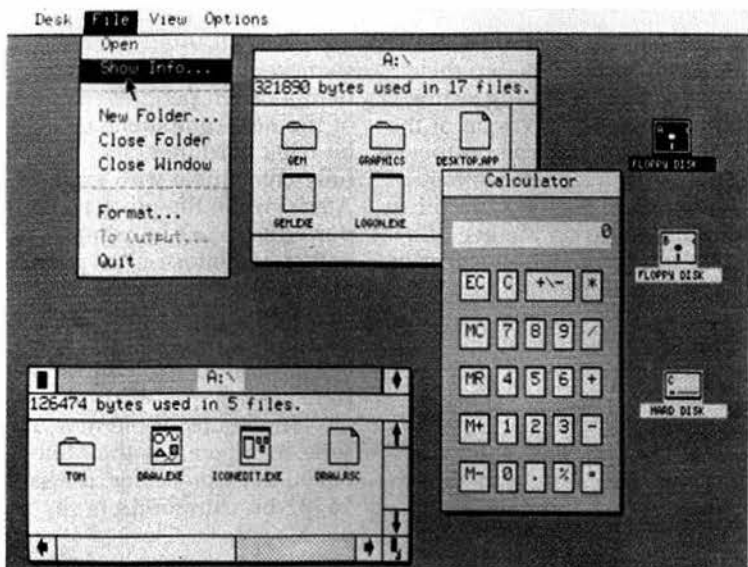 Desk File View Options
Open
Show Info...
New Folder...
Close Folder
Close Window
Format...
To Output...
Quit
A:\
321890 bytes used in 17 files.
GEM
GRAPHICS
DESKTOP.APP
GEM.EXE
LOGON.EXE
Calculator
0
EC C +\- *
MC 7 8 9 /
MR 4 5 6 +
M+ 1 2 3 -
M- 0 . % =
A
FLOPPY DISK
B
FLOPPY DISK
C
HARD DISK
A:\
126474 bytes used in 5 files.
TOM
DRAW.EXE
ICONEDIT.EXE
DRAW.RSC